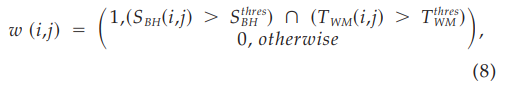 w (i,j) = ( 1,(S_BH(i,j) > S_BH^thres) ∩ (T_WM(i,j) > T_WM^thres)
0, otherwise ),
(8)